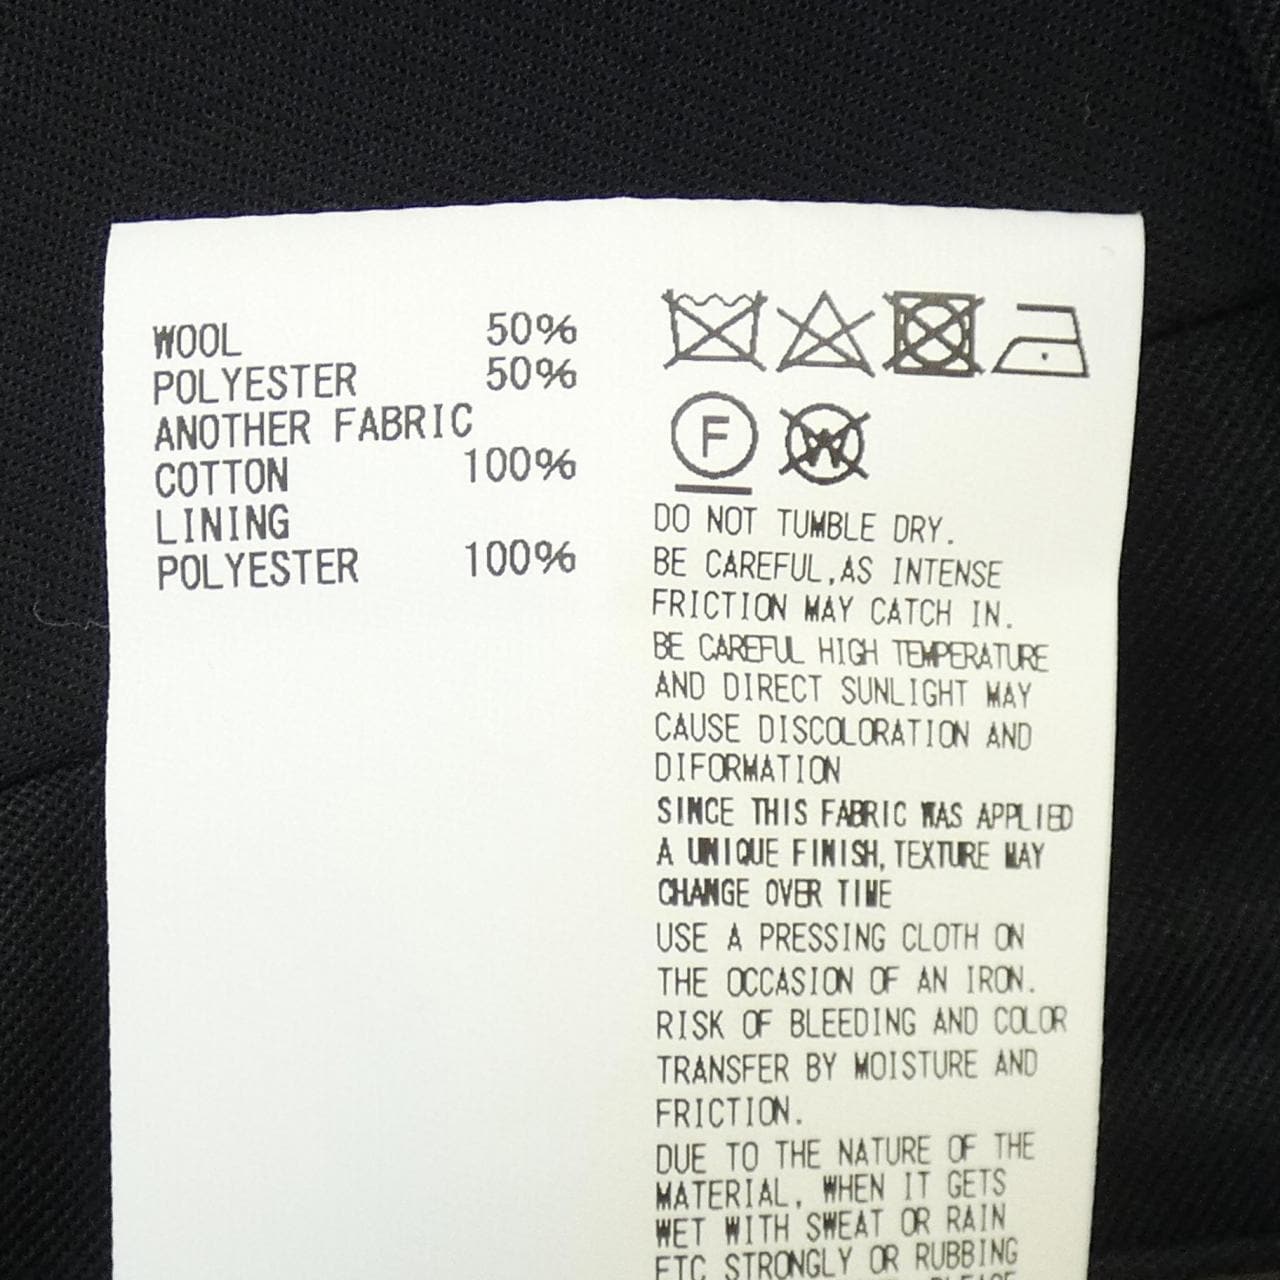 WOOL 50%
POLYESTER 50%
ANOTHER FABRIC
COTTON 100%
LINING
POLYESTER 100%
F W
DO NOT TUMBLE DRY.
BE CAREFUL,AS INTENSE
FRICTION MAY CATCH IN.
BE CAREFUL HIGH TEMPERATURE
AND DIRECT SUNLIGHT MAY
CAUSE DISCOLORATION AND
DIFORMATION
SINCE THIS FABRIC WAS APPLIED
A UNIQUE FINISH, TEXTURE MAY
CHANGE OVER TIME
USE A PRESSING CLOTH ON
THE OCCASION OF AN IRON.
RISK OF BLEEDING AND COLOR
TRANSFER BY MOISTURE AND
FRICTION.
DUE TO THE NATURE OF THE
MATERIAL, WHEN IT GETS
WET WITH SWEAT OR RAIN
ETC STRONGLY OR RUBBING